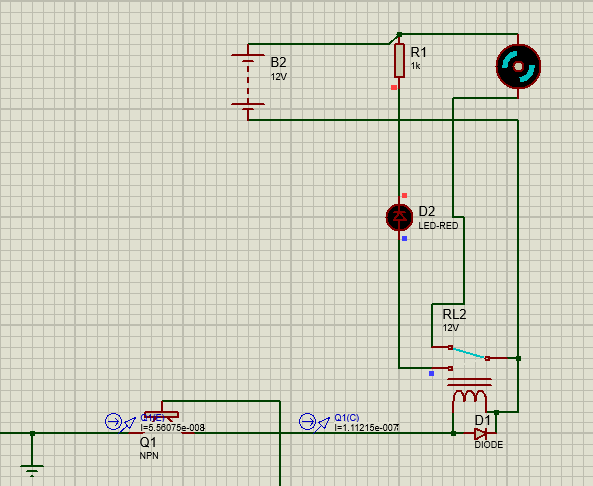 B2
12V
R1
1k
D2
LED-RED
RL2
12V
Q1(E)
I=5.56075e-008
Q1(C)
I=1.11215e-007
Q1
NPN
D1
DIODE